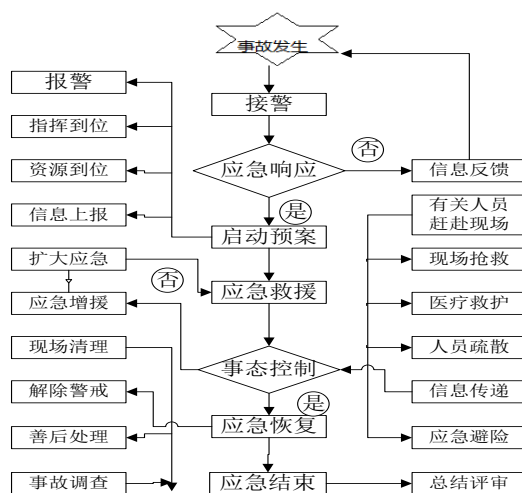 事故发生
报警
接警
指挥到位
应急响应
否
资源到位
信息反馈
信息上报
是
有关人员
赶赴现场
启动预案
扩大应急
否
现场抢救
应急增援
应急救援
医疗救护
现场清理
事态控制
人员疏散
解除警戒
是
信息传递
善后处理
应急恢复
应急避险
事故调查
应急结束
总结评审